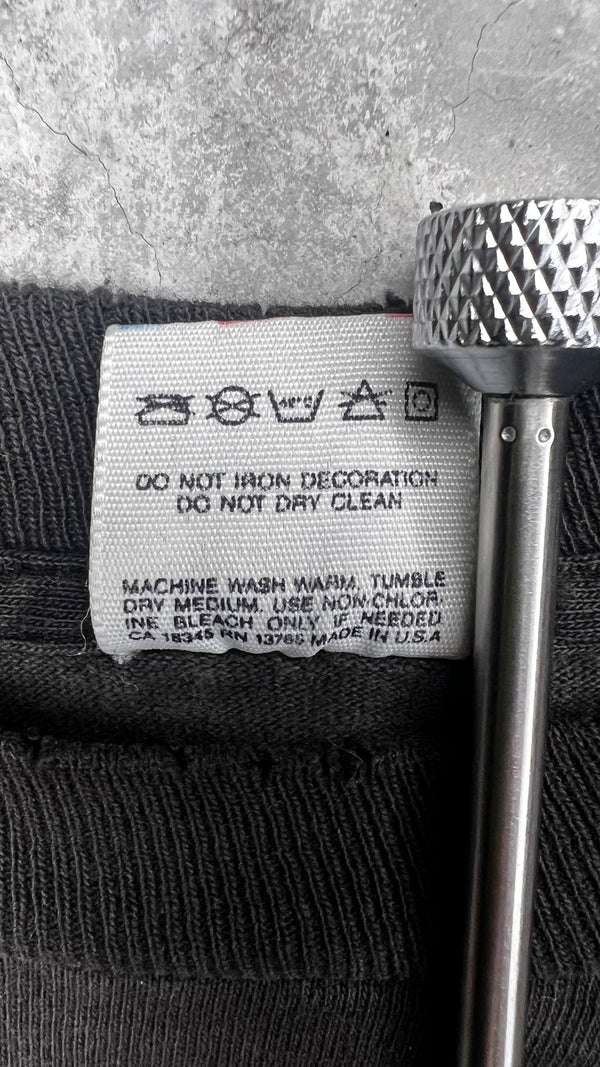 40°C
DO NOT IRON DECORATION
DO NOT DRY CLEAN
MACHINE WASH WARM. TUMBLE
DRY MEDIUM. USE NON-CHLOR
INE BLEACH ONLY IF NEEDED
CA 18345 RN 13765 MADE IN U.S.A